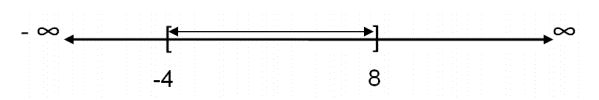 - ∞ [ ] ∞
-4 8